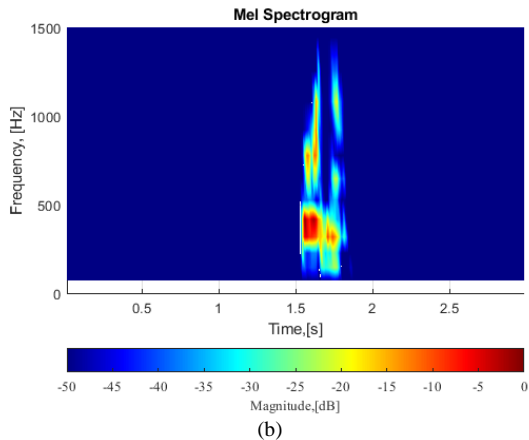 Mel Spectrogram
1500
1000
500
0
Frequency, [Hz]
0.5 1 1.5 2 2.5
Time,[s]
-50 -45 -40 -35 -30 -25 -20 -15 -10 -5 0
Magnitude,[dB]
(b)